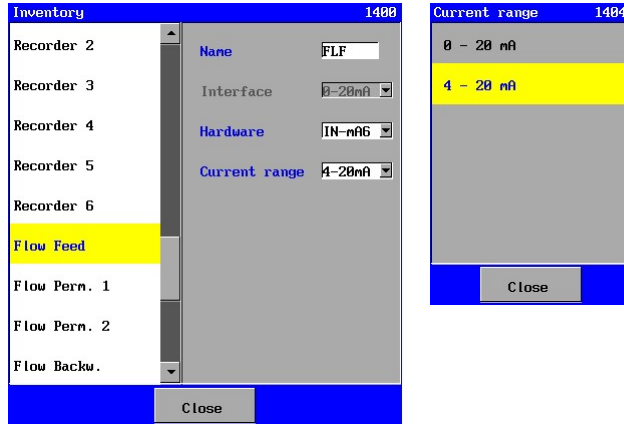 Inventory 1400
Recorder 2
Recorder 3
Recorder 4
Recorder 5
Recorder 6
Flow Feed
Flow Perm. 1
Flow Perm. 2
Flow Backw.
Name FLF
Interface 0-20mA
Hardware IN-mA6
Current range 4-20mA
Close
Current range 1404
0 - 20 mA
4 - 20 mA
Close